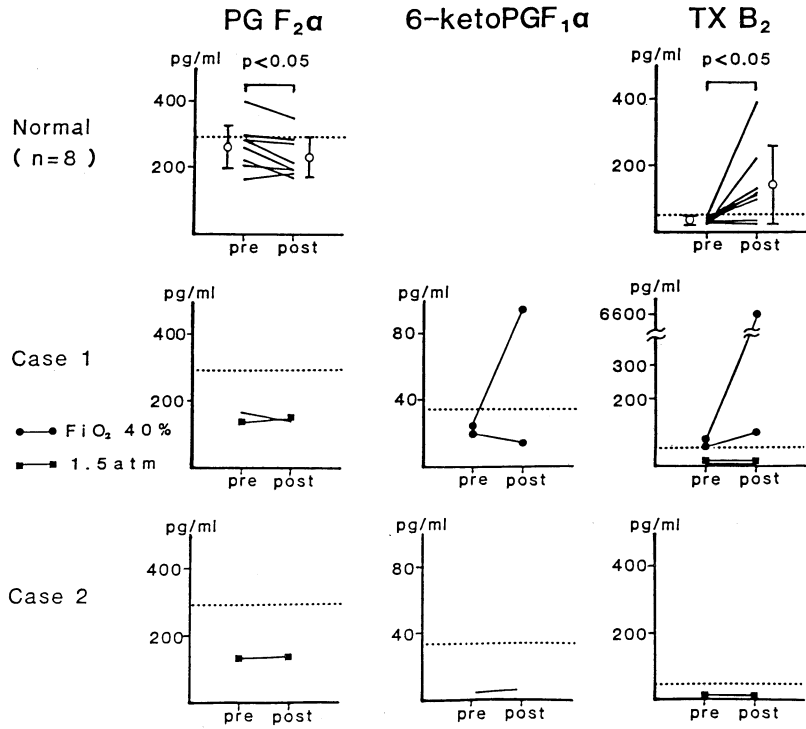 PG F₂α 6-ketoPGF₁α TX B₂
pg/ml p<0.05 pg/ml p<0.05
400 400
Normal
(n=8)
200 200
pre post pre post
pg/ml pg/ml pg/ml
6600
400 80
Case 1
300
200 40 200
FiO₂ 40%
1.5atm
pre post pre post pre post
pg/ml pg/ml pg/ml
400 80 400
Case 2
200 40 200
pre post pre post pre post